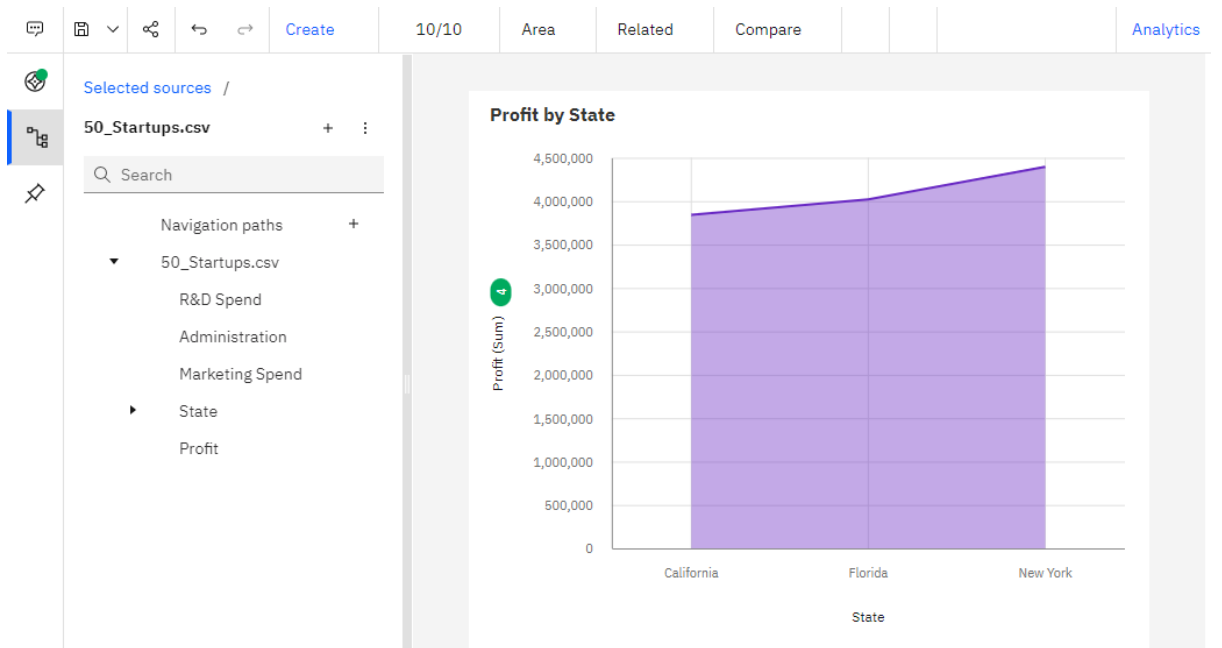 Create 10/10 Area Related Compare Analytics
Selected sources /
50_Startups.csv + ⋮
Search
Navigation paths +
50_Startups.csv
R&D Spend
Administration
Marketing Spend
State
Profit
Profit by State
4,500,000
4,000,000
3,500,000
3,000,000
2,500,000
2,000,000
1,500,000
1,000,000
500,000
0
Profit (Sum) 4
California Florida New York
State